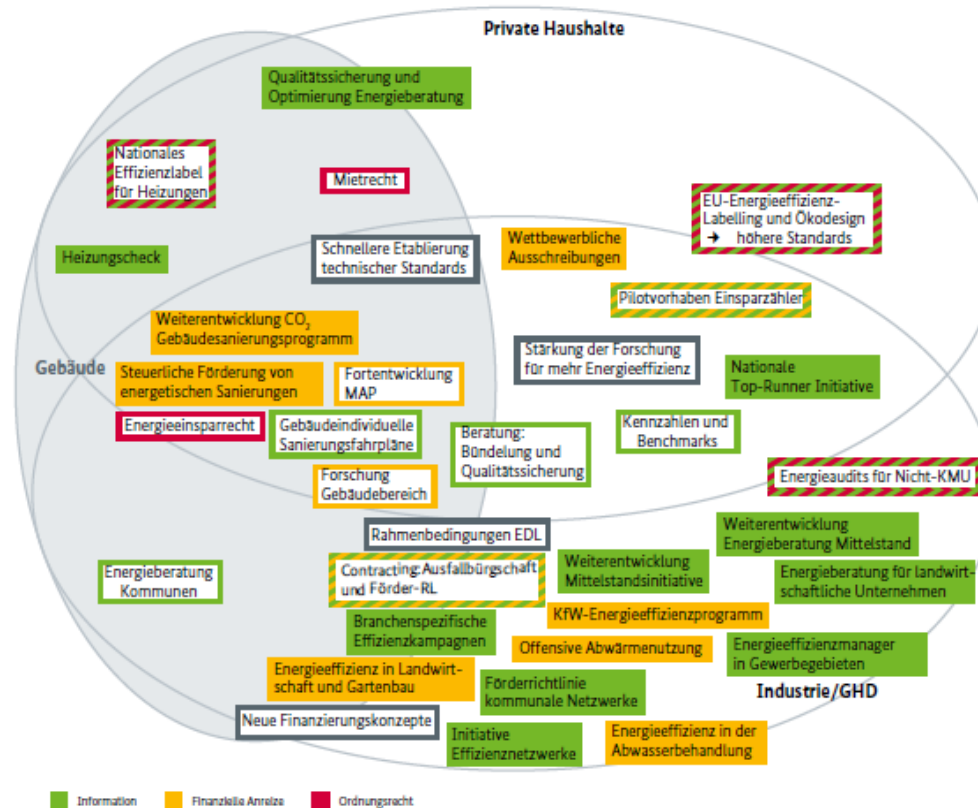 Private Haushalte
Qualitätssicherung und
Optimierung Energieberatung
Nationales
Effizienzlabel
für Heizungen
Mietrecht
EU-Energieeffizienz-
Labelling und Ökodesign
→ höhere Standards
Heizungscheck
Schnellere Etablierung
technischer Standards
Wettbewerbliche
Ausschreibungen
Pilotvorhaben Einsparzähler
Weiterentwicklung CO₂
Gebäudesanierungsprogramm
Gebäude
Steuerliche Förderung von
energetischen Sanierungen
Fortentwicklung
MAP
Stärkung der Forschung
für mehr Energieeffizienz
Nationale
Top-Runner Initiative
Energieeinsparrecht
Gebäudeindividuelle
Sanierungsfahrpläne
Beratung:
Bündelung und
Qualitätssicherung
Kennzahlen und
Benchmarks
Forschung
Gebäudebereich
Energieaudits für Nicht-KMU
Rahmenbedingungen EDL
Weiterentwicklung
Energieberatung Mittelstand
Energieberatung
Kommunen
Contracting: Ausfallbürgschaft
und Förder-RL
Weiterentwicklung
Mittelstandsinitiative
Energieberatung für landwirt-
schaftliche Unternehmen
Branchenspezifische
Effizienzkampagnen
KfW-Energieeffizienzprogramm
Offensive Abwärmenutzung
Energieeffizienzmanager
in Gewerbegebieten
Energieeffizienz in Landwirt-
schaft und Gartenbau
Förderrichtlinie
kommunale Netzwerke
Industrie/GHD
Neue Finanzierungskonzepte
Initiative
Effizienznetzwerke
Energieeffizienz in der
Abwasserbehandlung
Information
Finanzielle Anreize
Ordnungsrecht